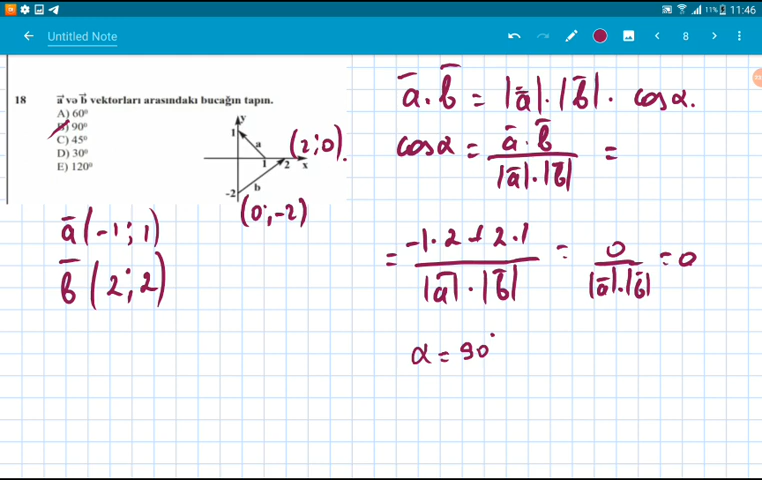 11% 11:46
Untitled Note
8
18 a⃗ və b⃗ vektorları arasındakı bucağın tapın.
A) 60°
B) 90°
C) 45°
D) 30°
E) 120°
y
1
a
(2;0).
1 2 x
-2
b
(0;-2)
a̅(-1;1)
b̅(2;2)
a̅·b̅ = |a̅|·|b̅|· cosα.
cosα = a̅·b̅ / |a̅|·|b̅| =
= -1·2+2·1 / |a̅|·|b̅| = 0 / |a̅|·|b̅| = 0
α = 90°